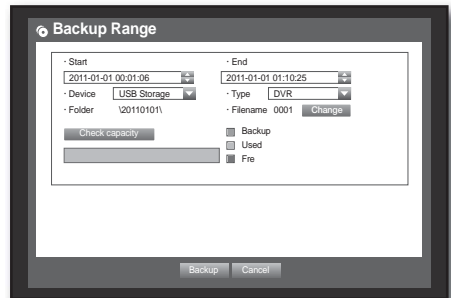 Backup Range
· Start
· End
2011-01-01 00:01:06
2011-01-01 01:10:25
· Device USB Storage
· Type DVR
· Folder \20110101\
· Filename 0001 Change
Check capacity
Backup
Used
Fre
Backup Cancel